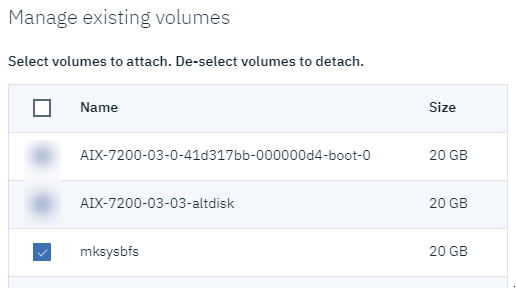 Manage existing volumes
Select volumes to attach. De-select volumes to detach.
Name Size
AIX-7200-03-0-41d317bb-000000d4-boot-0 20 GB
AIX-7200-03-03-altdisk 20 GB
mksysbfs 20 GB